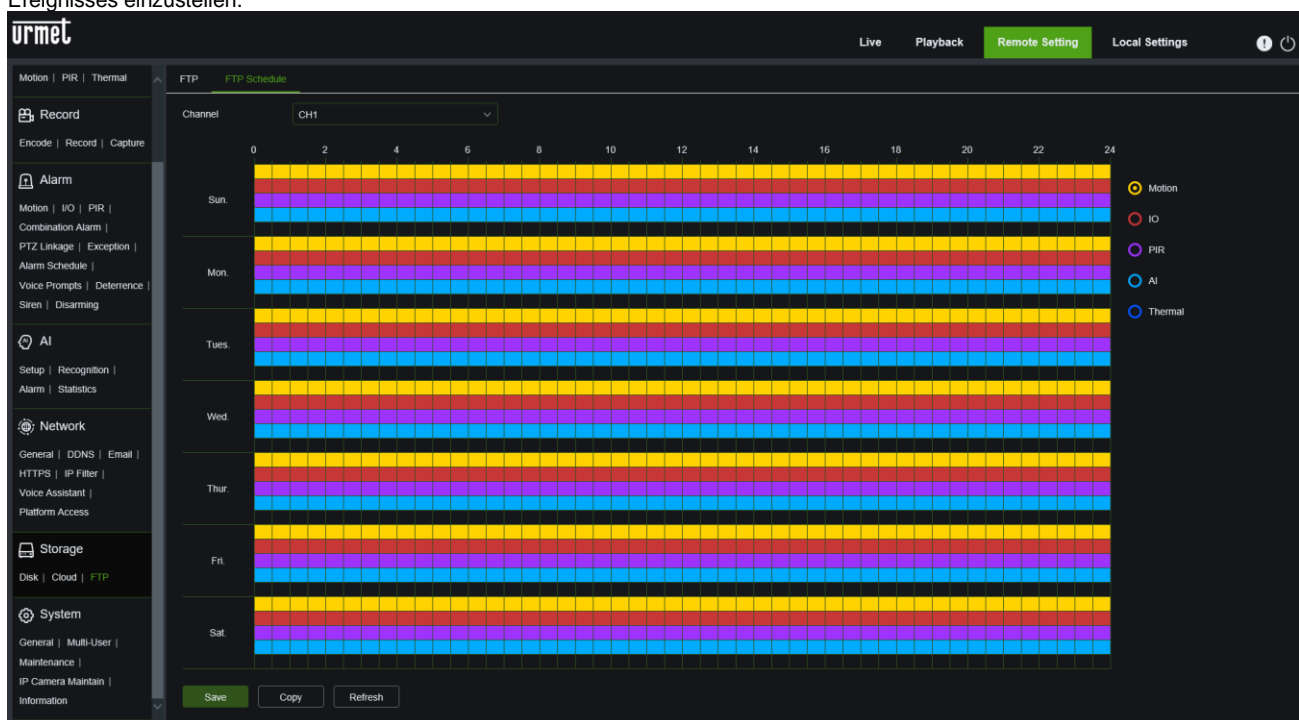 Ereignisses einzustellen.
urmet
Live Playback Remote Setting Local Settings
Motion | PIR | Thermal
FTP FTP Schedule
Record
Encode | Record | Capture
Alarm
Motion | I/O | PIR |
Combination Alarm |
PTZ Linkage | Exception |
Alarm Schedule |
Voice Prompts | Deterrence |
Siren | Disarming
AI
Setup | Recognition |
Alarm | Statistics
Network
General | DDNS | Email |
HTTPS | IP Filter |
Voice Assistant |
Platform Access
Storage
Disk | Cloud | FTP
System
General | Multi-User |
Maintenance |
IP Camera Maintain |
Information
Channel CH1
0 2 4 6 8 10 12 14 16 18 20 22 24
Sun.
Mon.
Tues.
Wed.
Thur.
Fri.
Sat.
Motion
IO
PIR
AI
Thermal
Save Copy Refresh